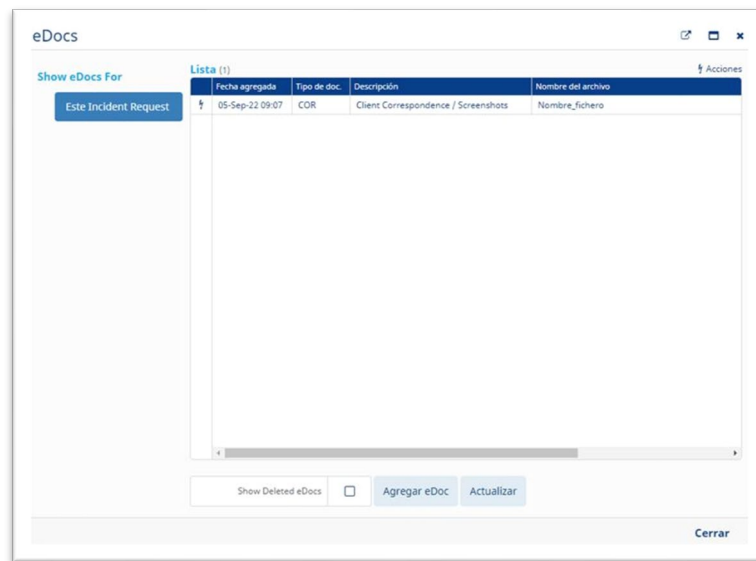 eDocs
Show eDocs For
Este Incident Request
Lista (1)
Acciones
Fecha agregada Tipo de doc. Descripción Nombre del archivo
05-Sep-22 09:07 COR Client Correspondence / Screenshots Nombre_fichero
Show Deleted eDocs Agregar eDoc Actualizar
Cerrar